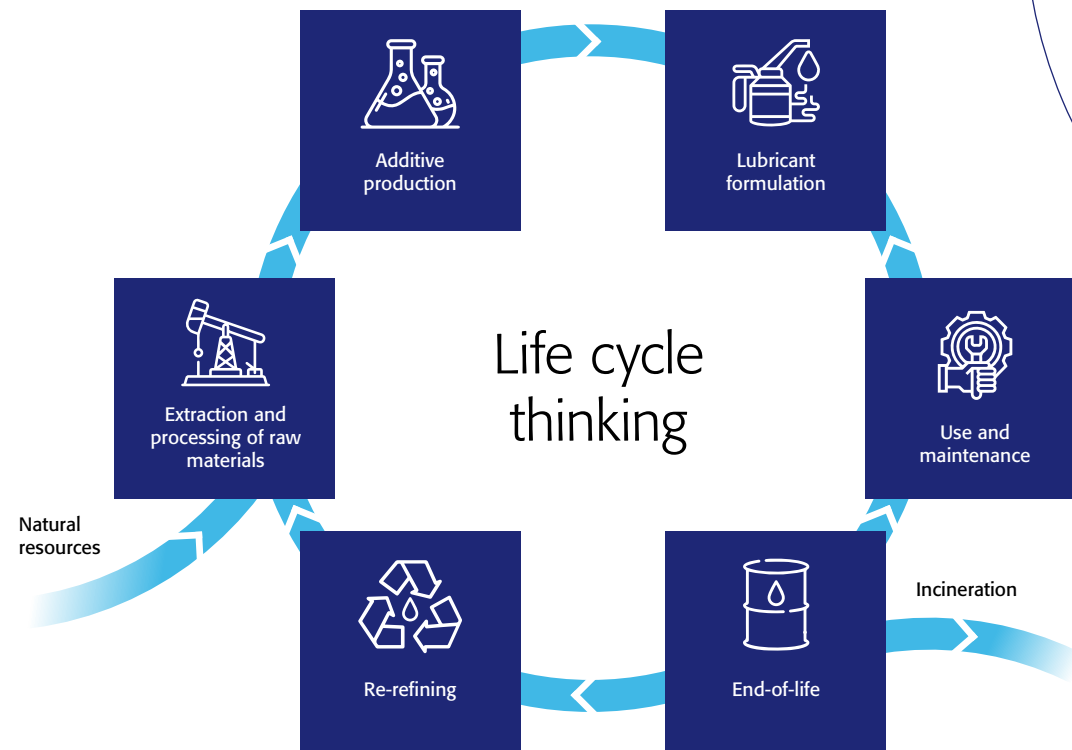 Additive
production
Lubricant
formulation
Extraction and
processing of raw
materials
Life cycle
thinking
Use and
maintenance
Natural
resources
Re-refining
End-of-life
Incineration